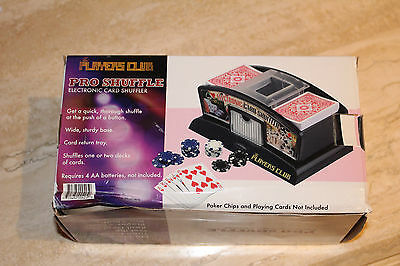 PLAYERS CLUB
PRO SHUFFLE
ELECTRONIC CARD SHUFFLER
Get a quick, thorough shuffle
at the push of a button.
Wide, sturdy base.
Card return tray.
Shuffles one or two decks
of cards.
Requires 4 AA batteries, not included.
PLAYERS CLUB
Poker Chips and Playing Cards Not Included